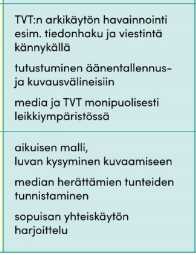 TVT:n arkikäytön havainnointi
esim. tiedonhaku ja viestintä
kännykällä
tutustuminen äänentallennus-
ja kuvausvälineisiin
media ja TVT monipuolisesti
leikkiympäristössä
aikuisen malli,
luvan kysyminen kuvaamiseen
median herättämien tunteiden
tunnistaminen
sopuisan yhteiskäytön
harjoittelu